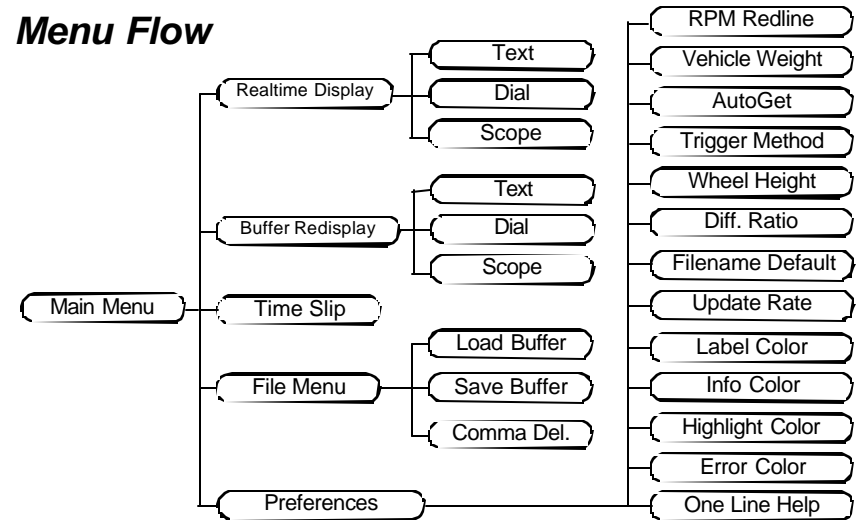 Menu Flow
Main Menu
Realtime Display
Text
Dial
Scope
Buffer Redisplay
Text
Dial
Scope
Time Slip
File Menu
Load Buffer
Save Buffer
Comma Del.
Preferences
RPM Redline
Vehicle Weight
AutoGet
Trigger Method
Wheel Height
Diff. Ratio
Filename Default
Update Rate
Label Color
Info Color
Highlight Color
Error Color
One Line Help